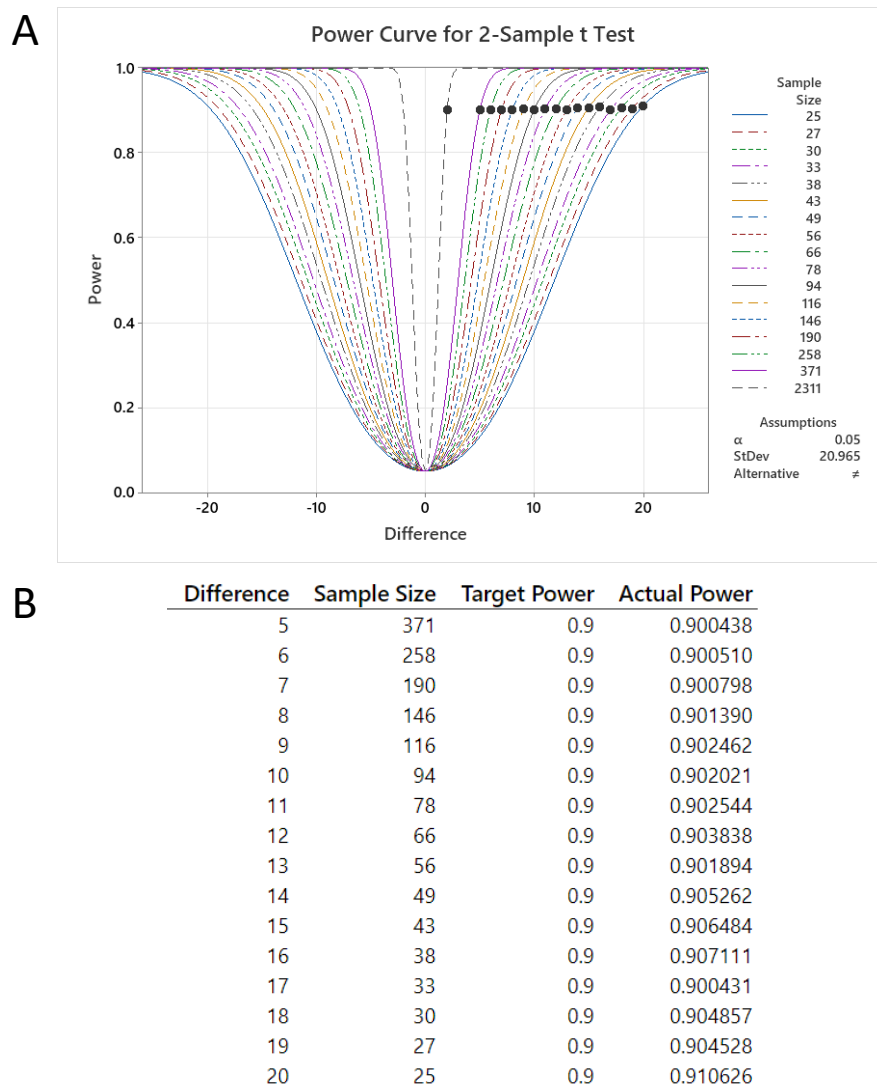 A
Power Curve for 2-Sample t Test
1.0
0.8
0.6
0.4
0.2
0.0
Power
-20 -10 0 10 20
Difference
Sample
Size
25
27
30
33
38
43
49
56
66
78
94
116
146
190
258
371
2311
Assumptions
α 0.05
StDev 20.965
Alternative ≠
B
Difference Sample Size Target Power Actual Power
5 371 0.9 0.900438
6 258 0.9 0.900510
7 190 0.9 0.900798
8 146 0.9 0.901390
9 116 0.9 0.902462
10 94 0.9 0.902021
11 78 0.9 0.902544
12 66 0.9 0.903838
13 56 0.9 0.901894
14 49 0.9 0.905262
15 43 0.9 0.906484
16 38 0.9 0.907111
17 33 0.9 0.900431
18 30 0.9 0.904857
19 27 0.9 0.904528
20 25 0.9 0.910626